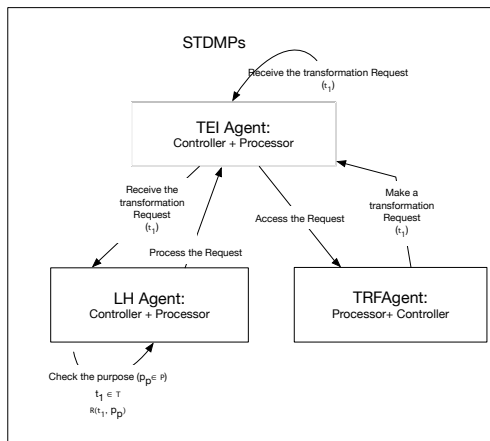 STDMPs
Receive the transformation Request
(t₁)
TEI Agent:
Controller + Processor
Receive the
transformation
Request
(t₁)
Process the Request
Access the Request
Make a
transformation
Request
(t₁)
LH Agent:
Controller + Processor
TRFAgent:
Processor+ Controller
Check the purpose (pₚ∈ P)
t₁ ∈ T
R(t₁, pₚ)